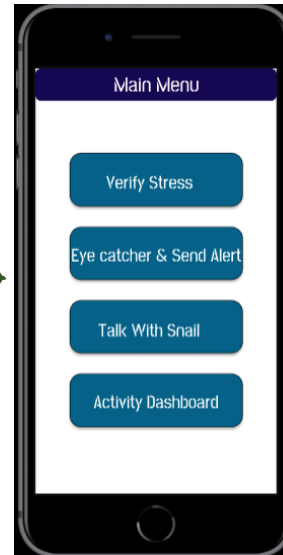 Main Menu
Verify Stress
Eye catcher & Send Alert
Talk With Snail
Activity Dashboard